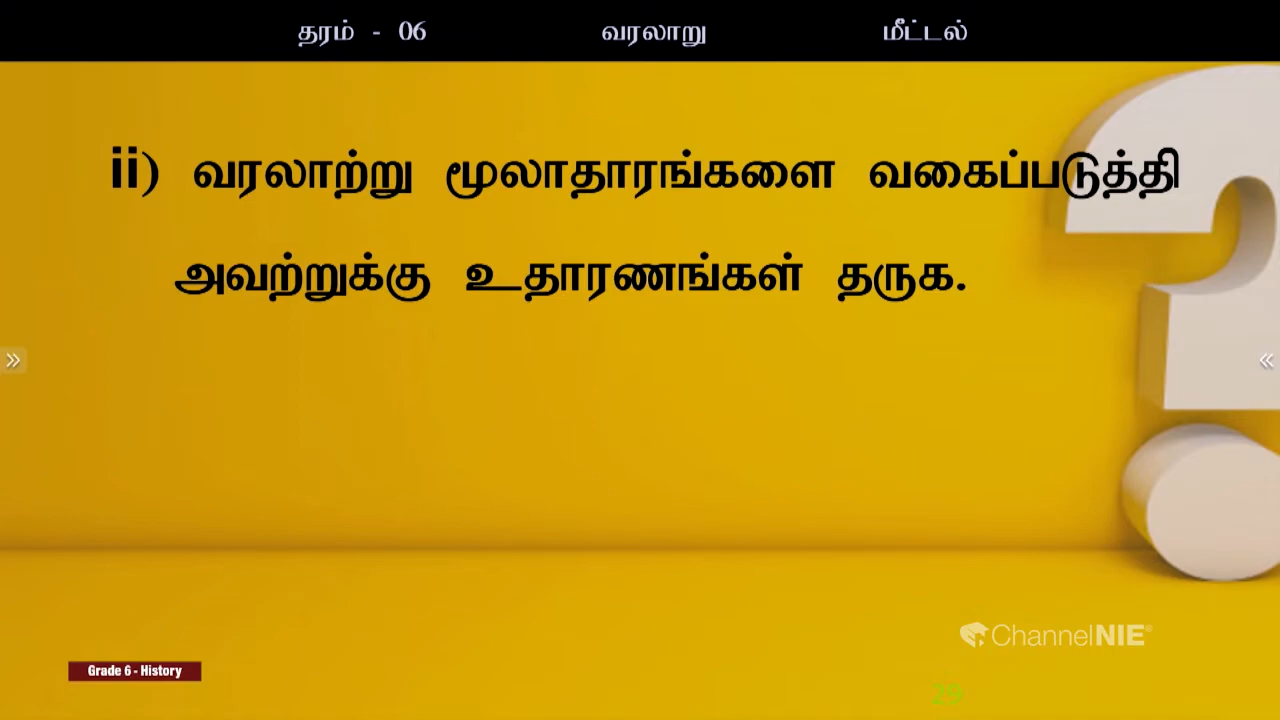 தரம் - 06 வரலாறு மீட்டல்
ii) வரலாற்று மூலாதாரங்களை வகைப்படுத்தி
அவற்றுக்கு உதாரணங்கள் தருக.
ChannelNIE
Grade 6 - History
29